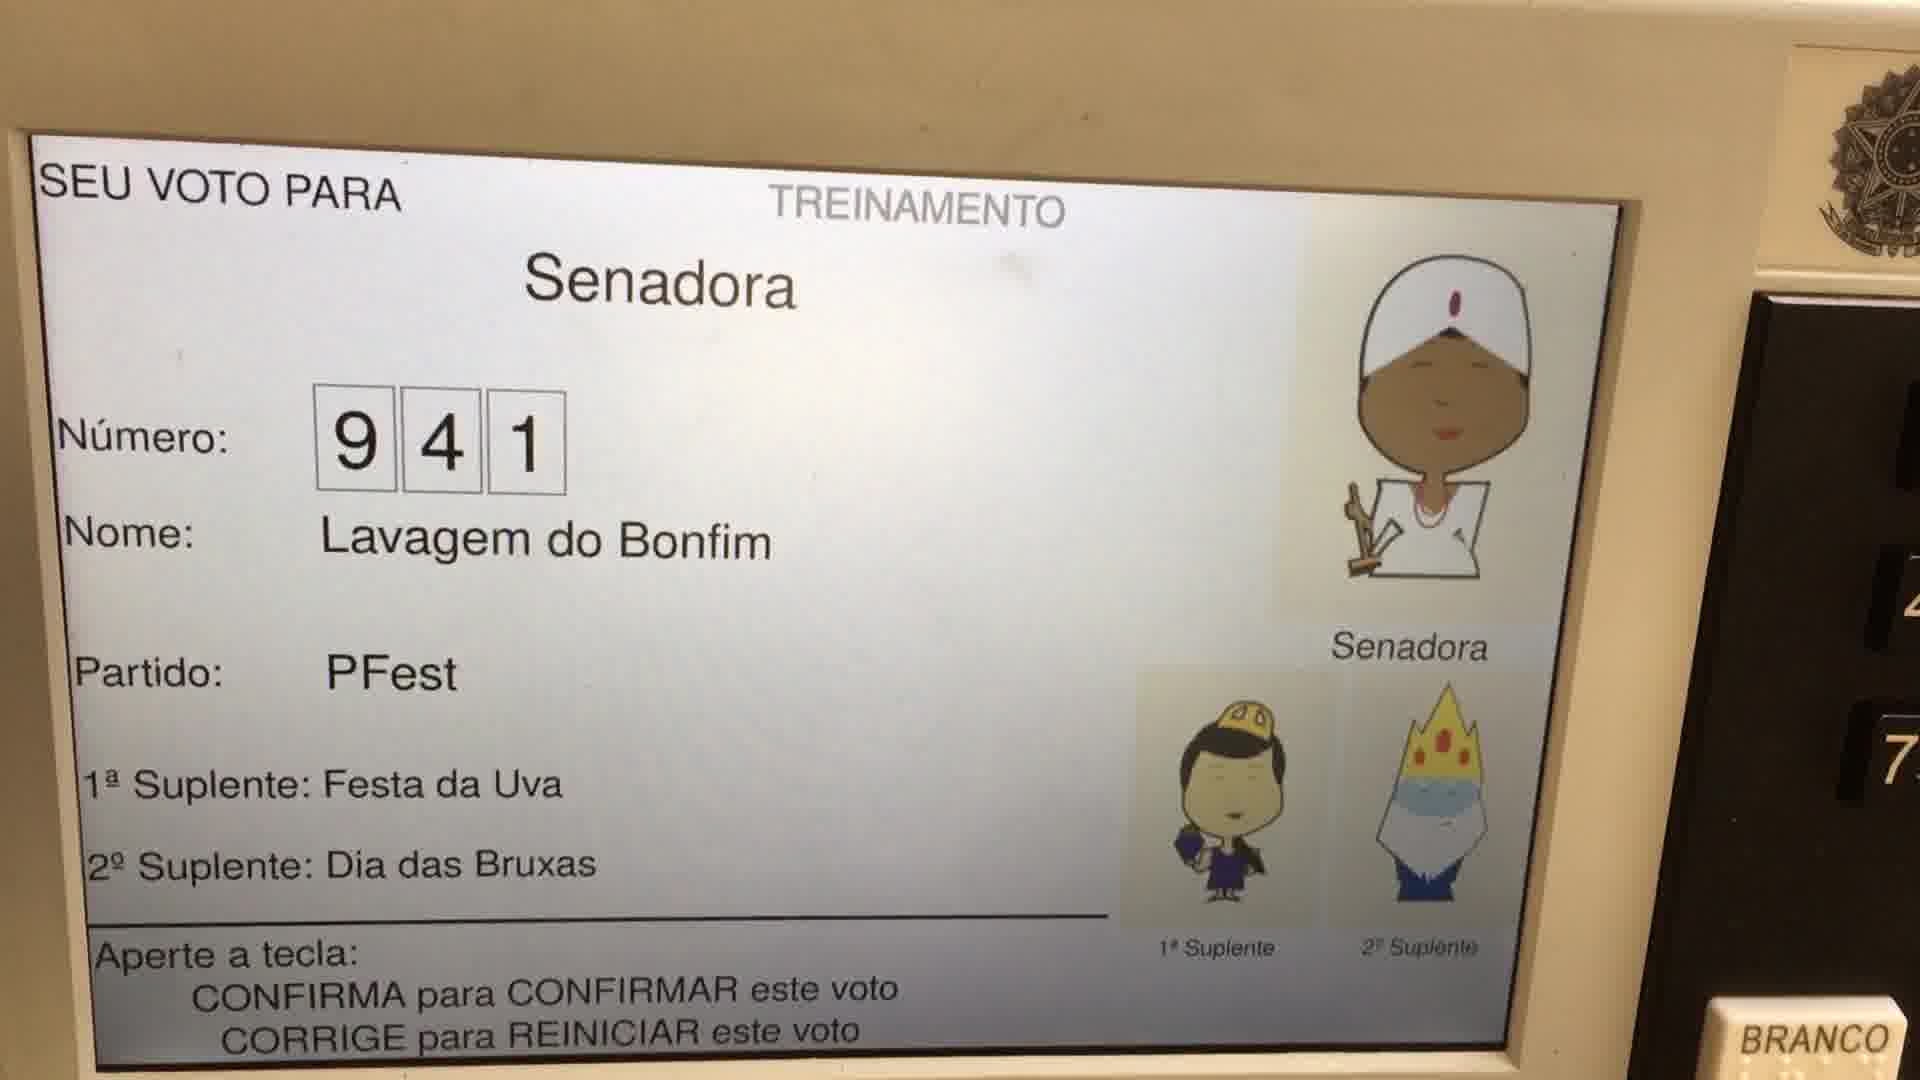 SEU VOTO PARA
TREINAMENTO
Senadora
Número: 9 4 1
Nome: Lavagem do Bonfim
Partido: PFest
1ª Suplente: Festa da Uva
2º Suplente: Dia das Bruxas
Senadora
1ª Suplente
2º Suplente
Aperte a tecla:
CONFIRMA para CONFIRMAR este voto
CORRIGE para REINICIAR este voto
7
BRANCO